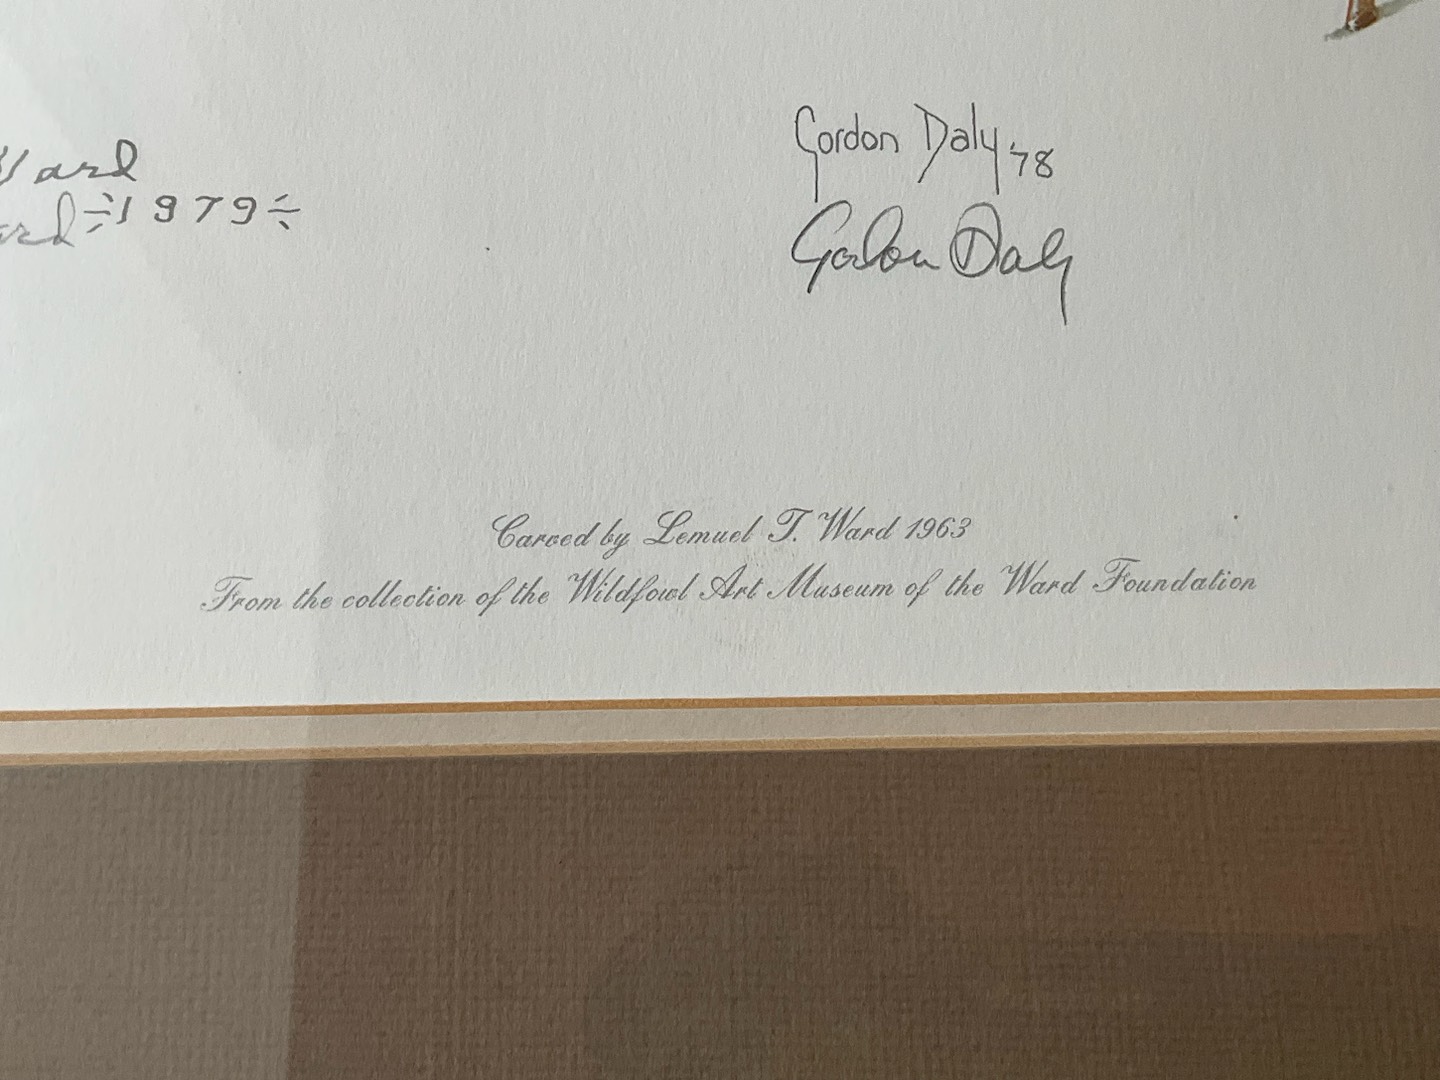 Ward
÷1979÷
Gordon Daly '78
Gordon Daly
Carved by Lemuel T. Ward 1963
From the collection of the Wildfowl Art Museum of the Ward Foundation